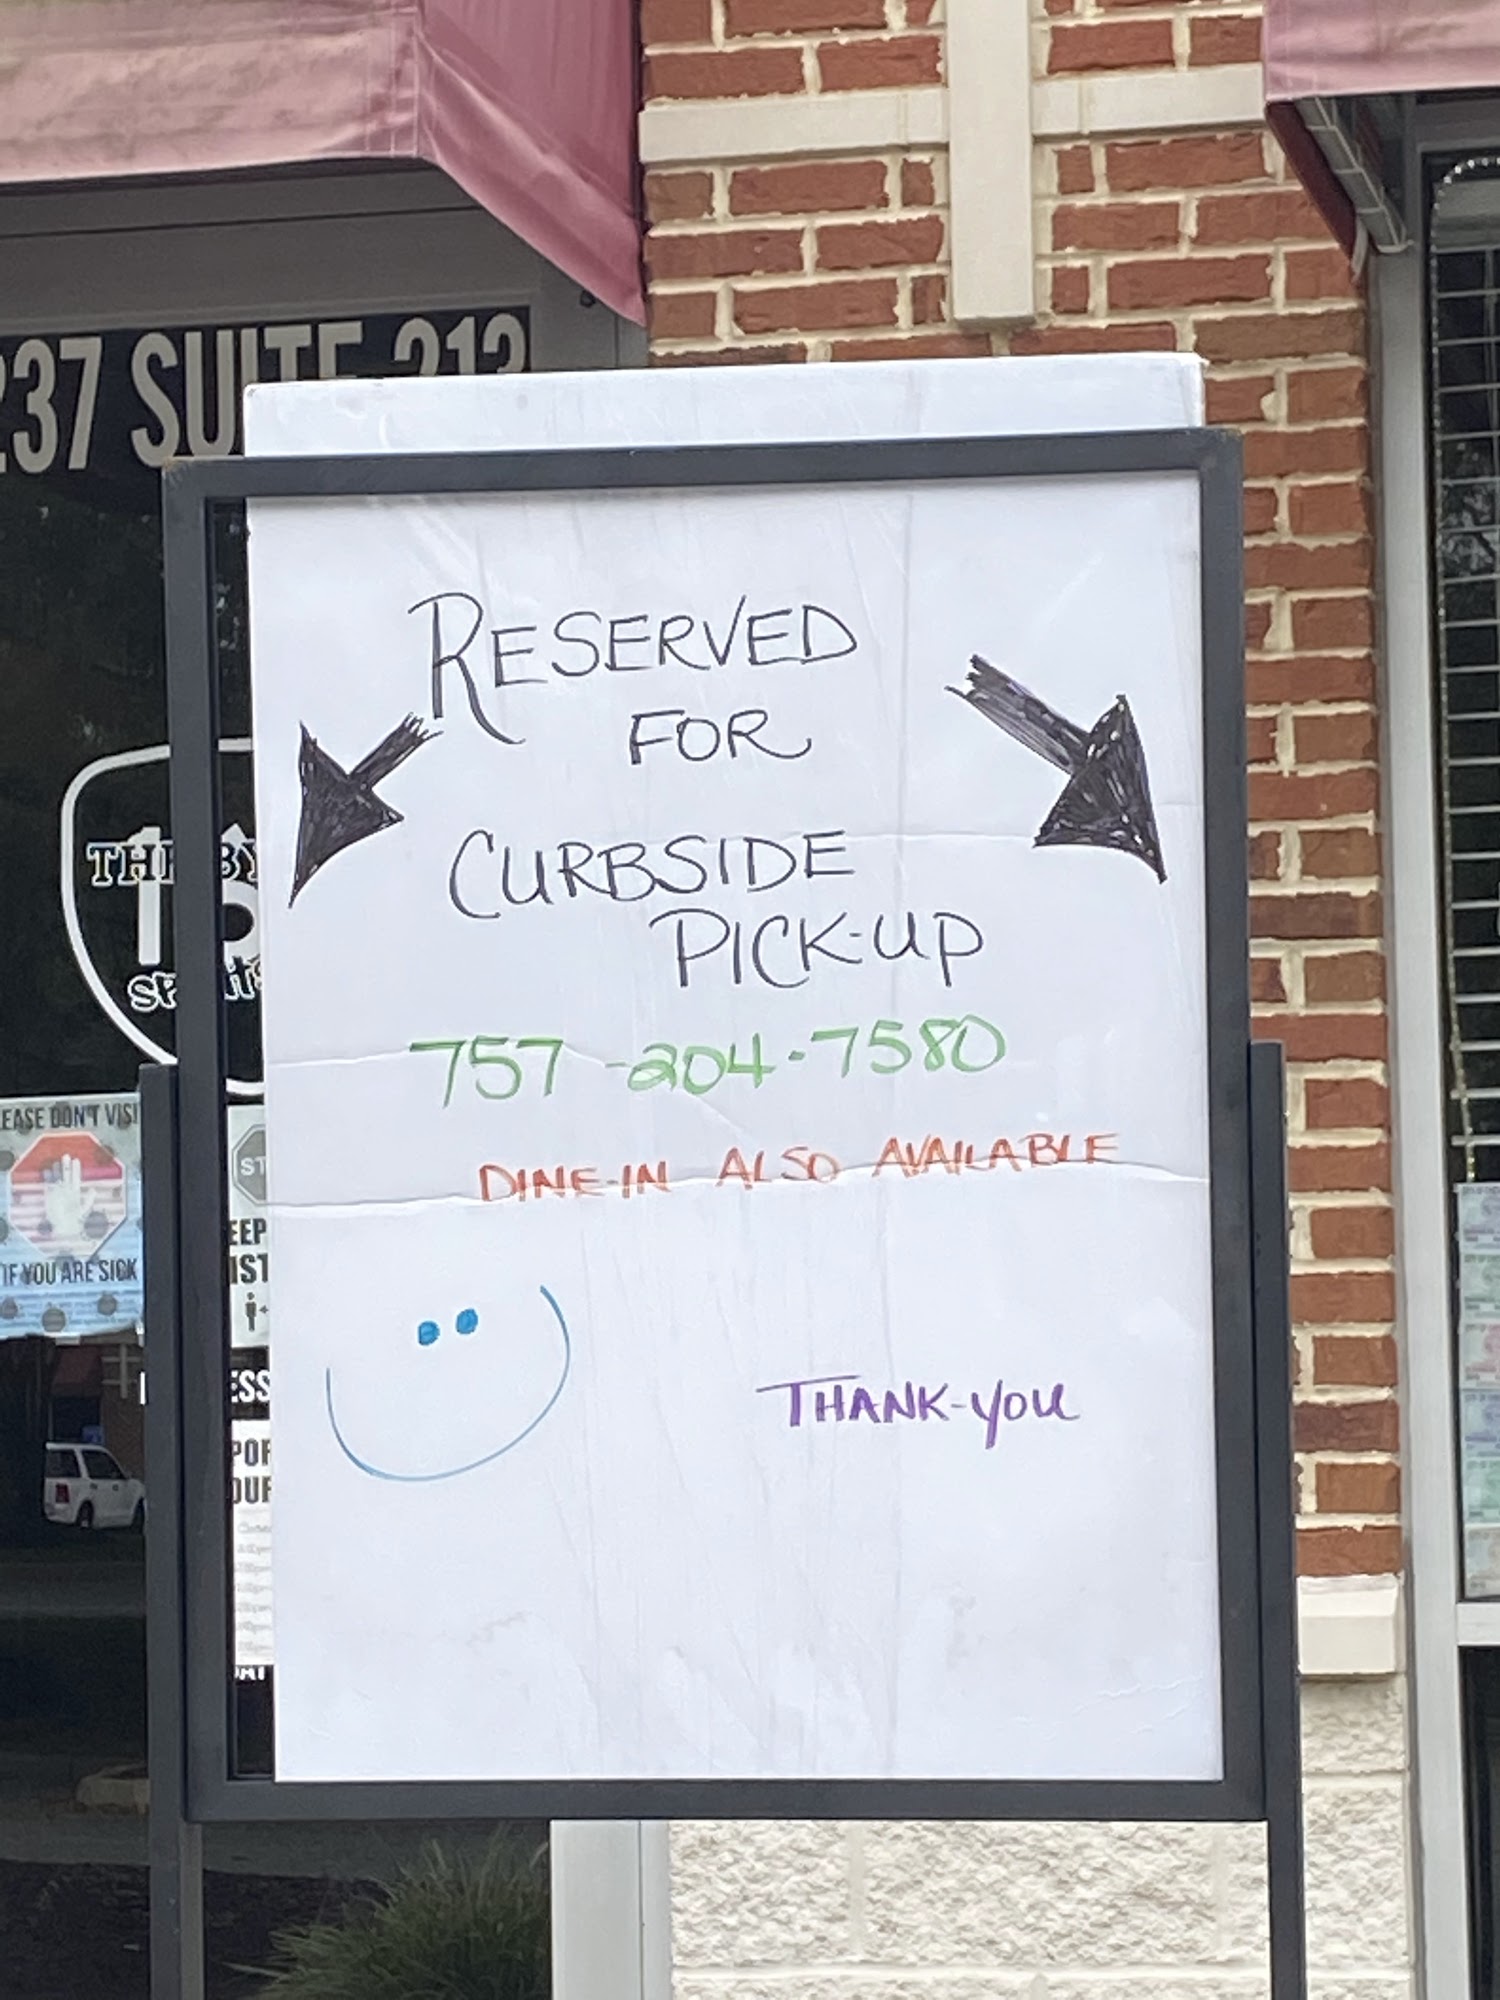 237 SUITE 213
RESERVED
FOR
CURBSIDE
PICK-UP
757-204-7580
DINE-IN ALSO AVAILABLE
THANK-YOU
IF YOU ARE SICK